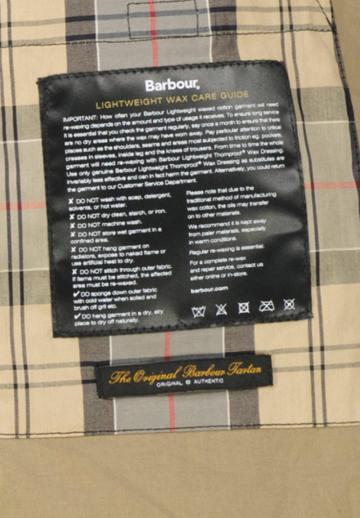 Barbour
LIGHTWEIGHT WAX CARE GUIDE
IMPORTANT: How often your Barbour Lightweight waxed cotton garment will need
re-waxing depends on the amount and type of usage it receives. To ensure long service
it is essential that you check the garment regularly, say once a month to ensure there
are no dry areas where the wax may have worn away. Pay particular attention to critical
places such as the shoulders, seams and areas most subjected to friction eg. pockets,
creases in sleeves, inside leg and the knees of trousers. From time to time the whole
garment will need re-waxing with Barbour Lightweight Thornproof® Wax Dressing.
Use only genuine Barbour Lightweight Thornproof® Wax Dressing as substitutes are
invariably less effective and can in fact harm the garment. Alternatively, you could return
the garment to our Customer Service Department.
✗ DO NOT wash with soap, detergent,
solvents, or hot water.
✗ DO NOT dry clean, starch, or iron.
✗ DO NOT machine wash.
✗ DO NOT store wet garment in a
confined area.
✗ DO NOT hang garment on
radiators, expose to naked flame or
use artificial heat to dry.
✗ DO NOT stitch through outer fabric
if items must be stitched, the affected
area must be re-waxed.
✔ DO sponge down outer fabric
with cold water when soiled and
brush off grit etc.
✔ DO hang garment in a dry, airy
place to dry off naturally.
Please note that due to the
traditional method of manufacturing
wax cotton, the oils may transfer
on to other materials.
We recommend it is kept away
from paler materials, especially
in warm conditions.
Regular re-waxing is essential.
For a complete re-wax
and repair service, contact us
either online or in-store.
barbour.com
The Original Barbour Tartan
ORIGINAL & AUTHENTIC